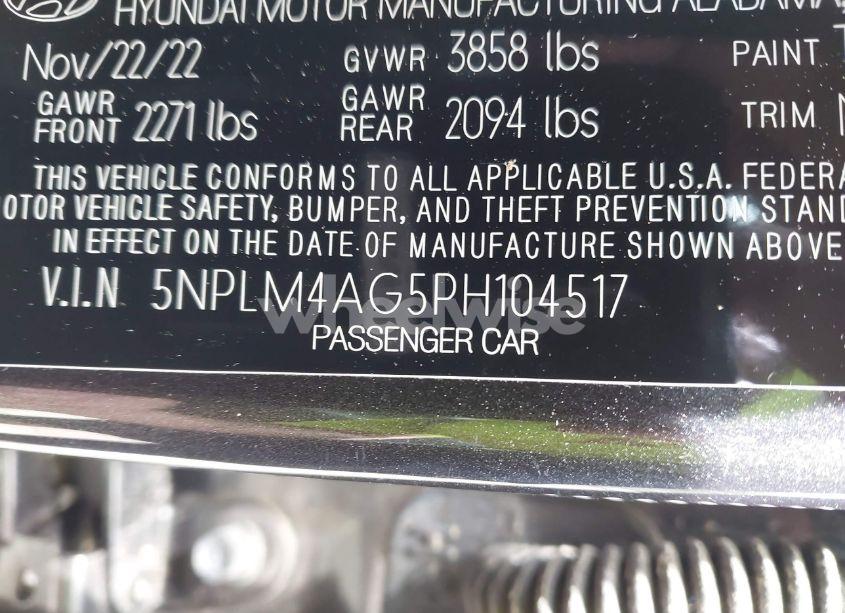 HYUNDAI MOTOR MANUFACTURING ALABAMA,
Nov/22/22 GVWR 3858 lbs PAINT
GAWR FRONT 2271 lbs GAWR REAR 2094 lbs TRIM
THIS VEHICLE CONFORMS TO ALL APPLICABLE U.S.A. FEDERA
OTOR VEHICLE SAFETY, BUMPER, AND THEFT PREVENTION STAND
IN EFFECT ON THE DATE OF MANUFACTURE SHOWN ABOVE
V.I.N 5NPLM4AG5PH104517
wheelwise
PASSENGER CAR